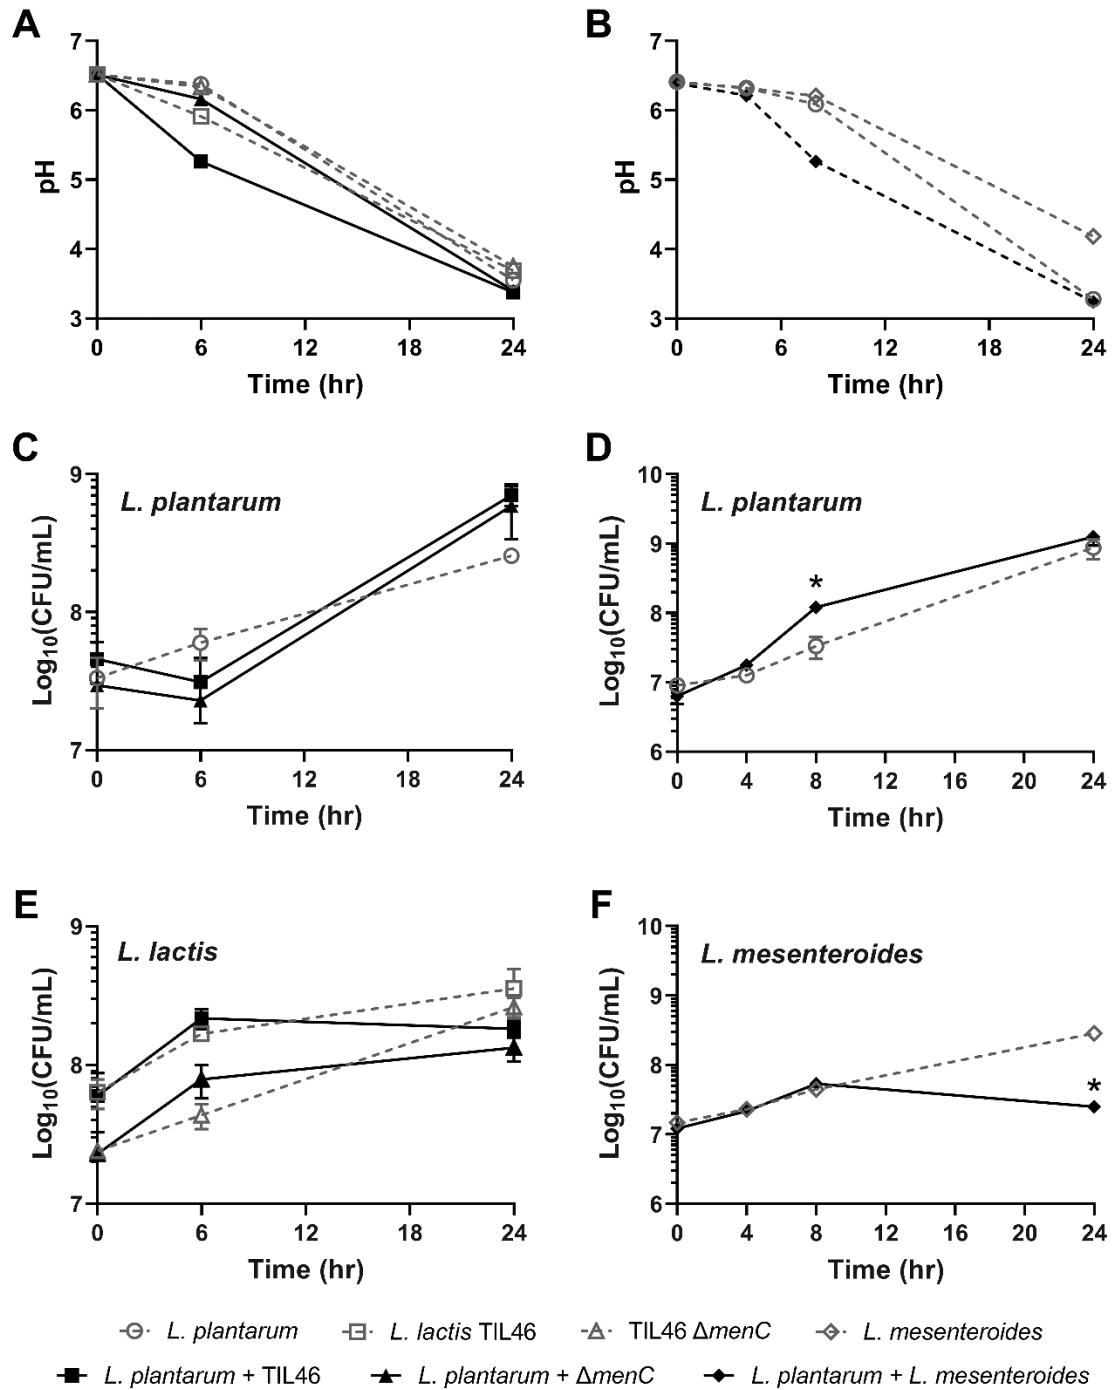 A
7
6
5
4
3
pH
0 6 12 18 24
Time (hr)
B
7
6
5
4
3
pH
0 6 12 18 24
Time (hr)
C
L. plantarum
9
8
7
Log10(CFU/mL)
0 6 12 18 24
Time (hr)
D
L. plantarum
10
9
8
7
6
Log10(CFU/mL)
*
0 4 8 12 16 20 24
Time (hr)
E
L. lactis
9
8
7
Log10(CFU/mL)
0 6 12 18 24
Time (hr)
F
L. mesenteroides
10
9
8
7
6
Log10(CFU/mL)
*
0 4 8 12 16 20 24
Time (hr)
L. plantarum L. lactis TIL46 TIL46 ΔmenC L. mesenteroides
L. plantarum + TIL46 L. plantarum + ΔmenC L. plantarum + L. mesenteroides